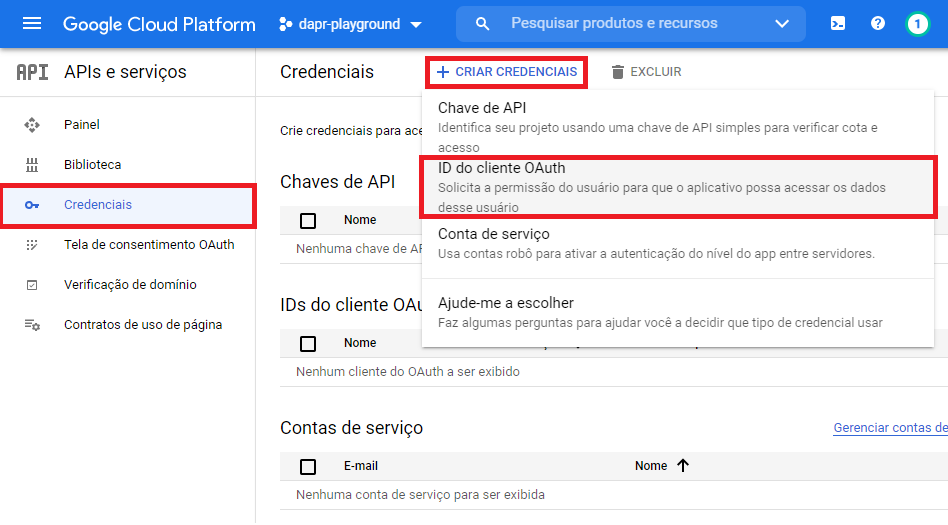 Google Cloud Platform
dapr-playground
Pesquisar produtos e recursos
1
API
APIs e serviços
Credenciais
CRIAR CREDENCIAIS
EXCLUIR
Painel
Biblioteca
Credenciais
Tela de consentimento OAuth
Verificação de domínio
Contratos de uso de página
Crie credenciais para ace
Chave de API
Identifica seu projeto usando uma chave de API simples para verificar cota e
acesso
ID do cliente OAuth
Solicita a permissão do usuário para que o aplicativo possa acessar os dados
desse usuário
Conta de serviço
Usa contas robô para ativar a autenticação do nível do app entre servidores.
Ajude-me a escolher
Faz algumas perguntas para ajudar você a decidir que tipo de credencial usar
Chaves de API
Nome
Nenhuma chave de AP
IDs do cliente OAu
Nome
Nenhum cliente do OAuth a ser exibido
Contas de serviço
Gerenciar contas de
E-mail
Nome
Nenhuma conta de serviço para ser exibida